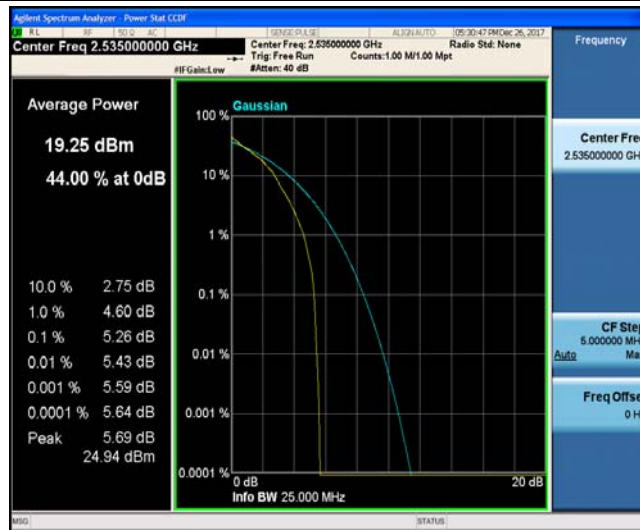 Agilent Spectrum Analyzer - Power Stat CCDF
RL RF 50 Ω AC SENSE:PULSE ALIGN AUTO 05:30:47 PM Dec 26, 2017
Center Freq 2.535000000 GHz
Center Freq: 2.535000000 GHz Radio Std: None
Trig: Free Run Counts:1.00 M/1.00 Mpt
#IFGain:Low #Atten: 40 dB
Frequency
Average Power
19.25 dBm
44.00 % at 0dB
10.0 % 2.75 dB
1.0 % 4.60 dB
0.1 % 5.26 dB
0.01 % 5.43 dB
0.001 % 5.59 dB
0.0001 % 5.64 dB
Peak 5.69 dB
24.94 dBm
Gaussian
100 %
10 %
1 %
0.1 %
0.01 %
0.001 %
0.0001 %
0 dB 20 dB
Info BW 25.000 MHz
Center Fre
2.535000000 GH
CF Step
5.000000 MH
Auto Ma
Freq Offse
0 H
MSG STATUS